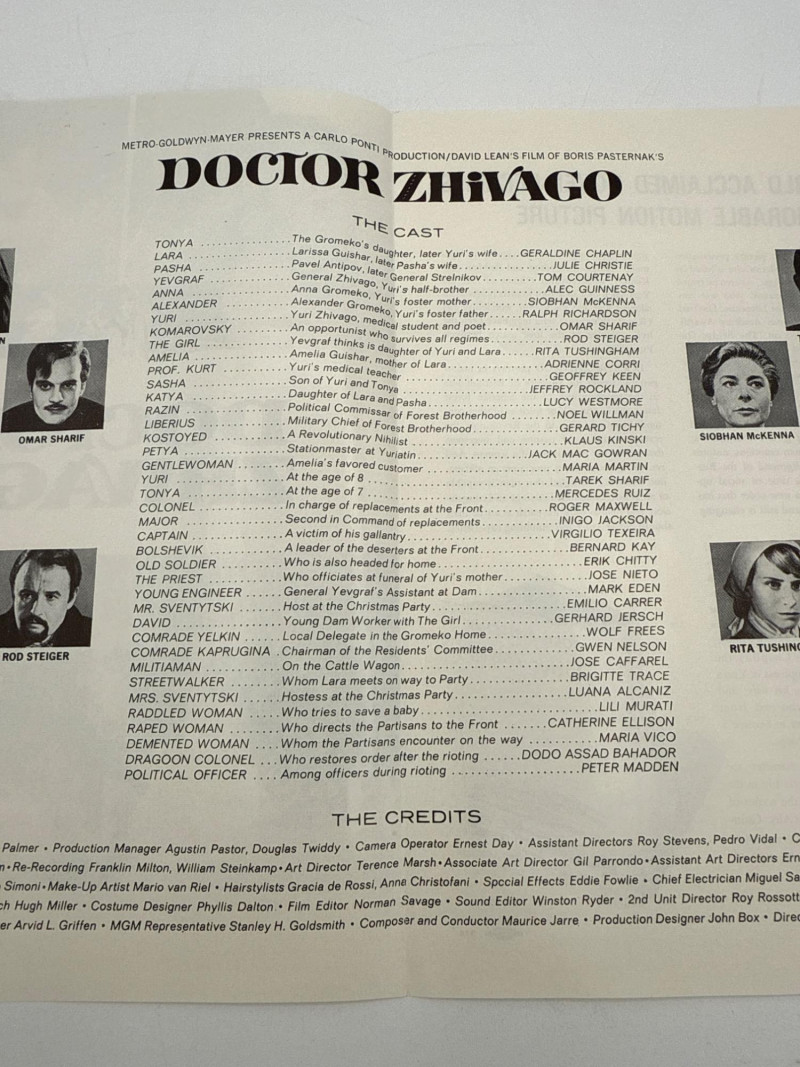 METRO-GOLDWYN-MAYER PRESENTS A CARLO PONTI PRODUCTION/DAVID LEAN'S FILM OF BORIS PASTERNAK'S
DOCTOR ZHiVAGO
THE CAST
TONYA ...............The Gromeko's daughter, later Yuri's wife....GERALDINE CHAPLIN
LARA ................Larissa Guishar, later Pasha's wife...............JULIE CHRISTIE
PASHA ...............Pavel Antipov, later General Strelnikov..........TOM COURTENAY
YEVGRAF .............General Zhivago, Yuri's half-brother............ALEC GUINNESS
ANNA ................Anna Gromeko, Yuri's foster mother..........SIOBHAN McKENNA
ALEXANDER ...........Alexander Gromeko, Yuri's foster father......RALPH RICHARDSON
YURI ................Yuri Zhivago, medical student and poet.............OMAR SHARIF
KOMAROVSKY ..........An opportunist who survives all regimes............ROD STEIGER
THE GIRL ............Yevgraf thinks is daughter of Yuri and Lara......RITA TUSHINGHAM
AMELIA ..............Amelia Guishar, mother of Lara................ADRIENNE CORRI
PROF. KURT ..........Yuri's medical teacher ........................GEOFFREY KEEN
SASHA ...............Son of Yuri and Tonya .....................JEFFREY ROCKLAND
KATYA ...............Daughter of Lara and Pasha...................LUCY WESTMORE
RAZIN ...............Political Commissar of Forest Brotherhood ........NOEL WILLMAN
LIBERIUS ............Military Chief of Forest Brotherhood..............GERARD TICHY
KOSTOYED ............A Revolutionary Nihilist .......................KLAUS KINSKI
PETYA ...............Stationmaster at Yuriatin...................JACK MAC GOWRAN
GENTLEWOMAN .........Amelia's favored customer .....................MARIA MARTIN
YURI ................At the age of 8 ..............................TAREK SHARIF
TONYA ...............At the age of 7 ............................MERCEDES RUIZ
COLONEL .............In charge of replacements at the Front...........ROGER MAXWELL
MAJOR ...............Second in Command of replacements............INIGO JACKSON
CAPTAIN .............A victim of his gallantry.....................VIRGILIO TEXEIRA
BOLSHEVIK ...........A leader of the deserters at the Front.............BERNARD KAY
OLD SOLDIER .........Who is also headed for home.....................ERIK CHITTY
THE PRIEST ..........Who officiates at funeral of Yuri's mother............JOSE NIETO
YOUNG ENGINEER ......General Yevgraf's Assistant at Dam................MARK EDEN
MR. SVENTYTSKI ......Host at the Christmas Party....................EMILIO CARRER
DAVID ...............Young Dam Worker with The Girl..............GERHARD JERSCH
COMRADE YELKIN ......Local Delegate in the Gromeko Home...............WOLF FREES
COMRADE KAPRUGINA .Chairman of the Residents' Committee............GWEN NELSON
MILITIAMAN ..........On the Cattle Wagon.........................JOSE CAFFAREL
STREETWALKER ........Whom Lara meets on way to Party...............BRIGITTE TRACE
MRS. SVENTYTSKI .....Hostess at the Christmas Party.................LUANA ALCANIZ
RADDLED WOMAN .....Who tries to save a baby.........................LILI MURATI
RAPED WOMAN .......Who directs the Partisans to the Front .......CATHERINE ELLISON
DEMENTED WOMAN ....Whom the Partisans encounter on the way ...........MARIA VICO
DRAGOON COLONEL ...Who restores order after the rioting ......DODO ASSAD BAHADOR
POLITICAL OFFICER ....Among officers during rioting ...................PETER MADDEN
OMAR SHARIF
SIOBHAN McKENNA
ROD STEIGER
RITA TUSHING
THE CREDITS
Palmer • Production Manager Agustin Pastor, Douglas Twiddy • Camera Operator Ernest Day • Assistant Directors Roy Stevens, Pedro Vidal • C
n • Re-Recording Franklin Milton, William Steinkamp • Art Director Terence Marsh • Associate Art Director Gil Parrondo • Assistant Art Directors Ern
Simoni • Make-Up Artist Mario van Riel • Hairstylists Gracia de Rossi, Anna Christofani • Special Effects Eddie Fowlie • Chief Electrician Miguel Sa
ch Hugh Miller • Costume Designer Phyllis Dalton • Film Editor Norman Savage • Sound Editor Winston Ryder • 2nd Unit Director Roy Rossott
er Arvid L. Griffen • MGM Representative Stanley H. Goldsmith • Composer and Conductor Maurice Jarre • Production Designer John Box • Direc